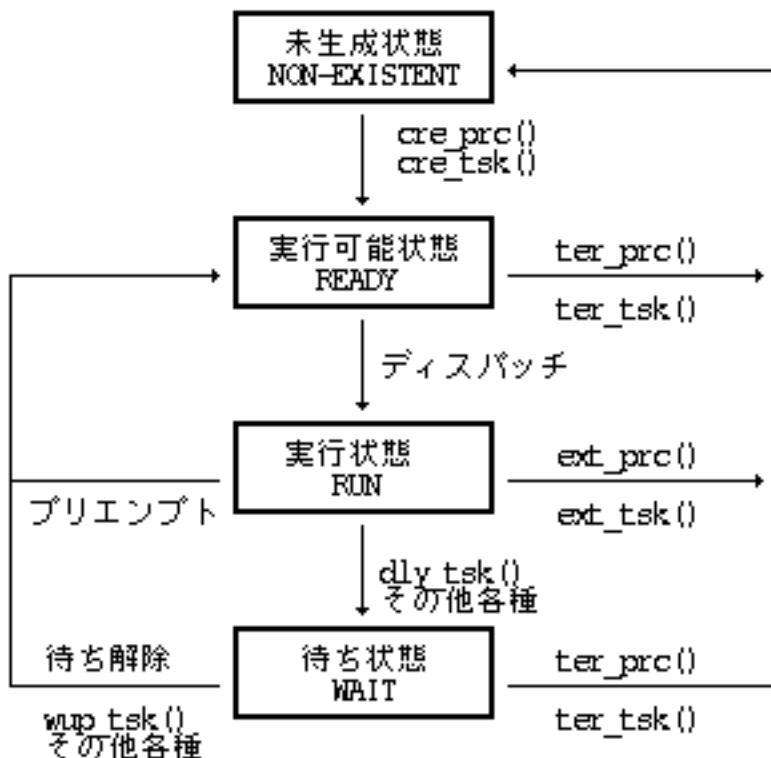 未生成状態
NON-EXISTENT
cre_prc()
cre_tsk()
実行可能状態
READY
ter_prc()
ter_tsk()
ディスパッチ
実行状態
RUN
ext_prc()
ext_tsk()
プリエンプト
dly_tsk()
その他各種
待ち解除
待ち状態
WAIT
ter_prc()
ter_tsk()
wup_tsk()
その他各種